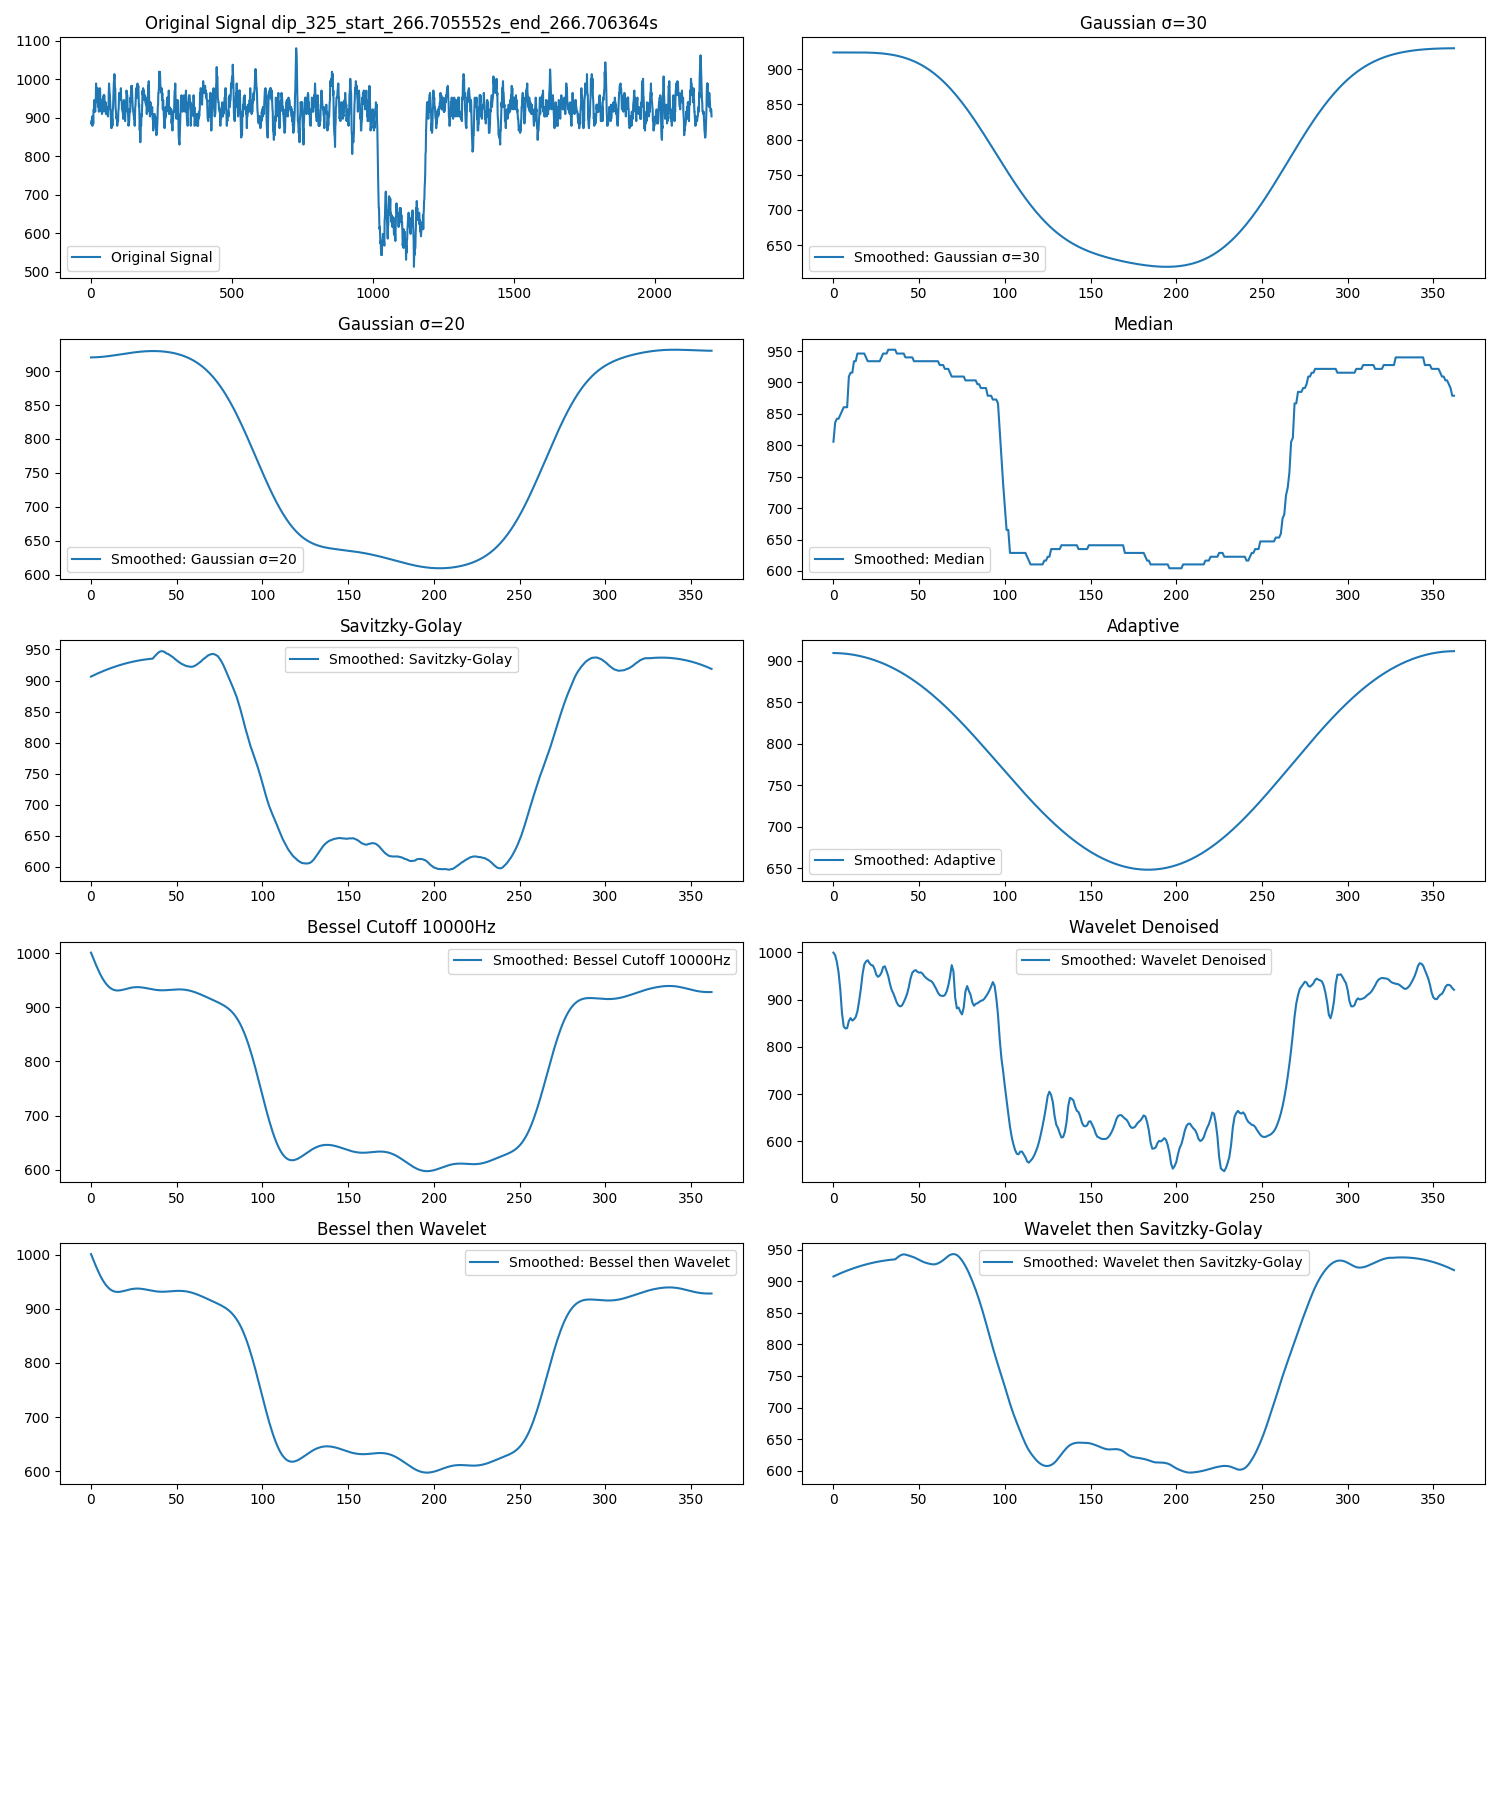 Original Signal dip_325_start_266.705552s_end_266.706364s
1100
1000
900
800
700
600
500
Original Signal
0 500 1000 1500 2000
Gaussian σ=30
900
850
800
750
700
650
Smoothed: Gaussian σ=30
0 50 100 150 200 250 300 350
Gaussian σ=20
900
850
800
750
700
650
600
Smoothed: Gaussian σ=20
0 50 100 150 200 250 300 350
Median
950
900
850
800
750
700
650
600
Smoothed: Median
0 50 100 150 200 250 300 350
Savitzky-Golay
950
900
850
800
750
700
650
600
Smoothed: Savitzky-Golay
0 50 100 150 200 250 300 350
Adaptive
900
850
800
750
700
650
Smoothed: Adaptive
0 50 100 150 200 250 300 350
Bessel Cutoff 10000Hz
1000
900
800
700
600
Smoothed: Bessel Cutoff 10000Hz
0 50 100 150 200 250 300 350
Wavelet Denoised
1000
900
800
700
600
Smoothed: Wavelet Denoised
0 50 100 150 200 250 300 350
Bessel then Wavelet
1000
900
800
700
600
Smoothed: Bessel then Wavelet
0 50 100 150 200 250 300 350
Wavelet then Savitzky-Golay
950
900
850
800
750
700
650
600
Smoothed: Wavelet then Savitzky-Golay
0 50 100 150 200 250 300 350